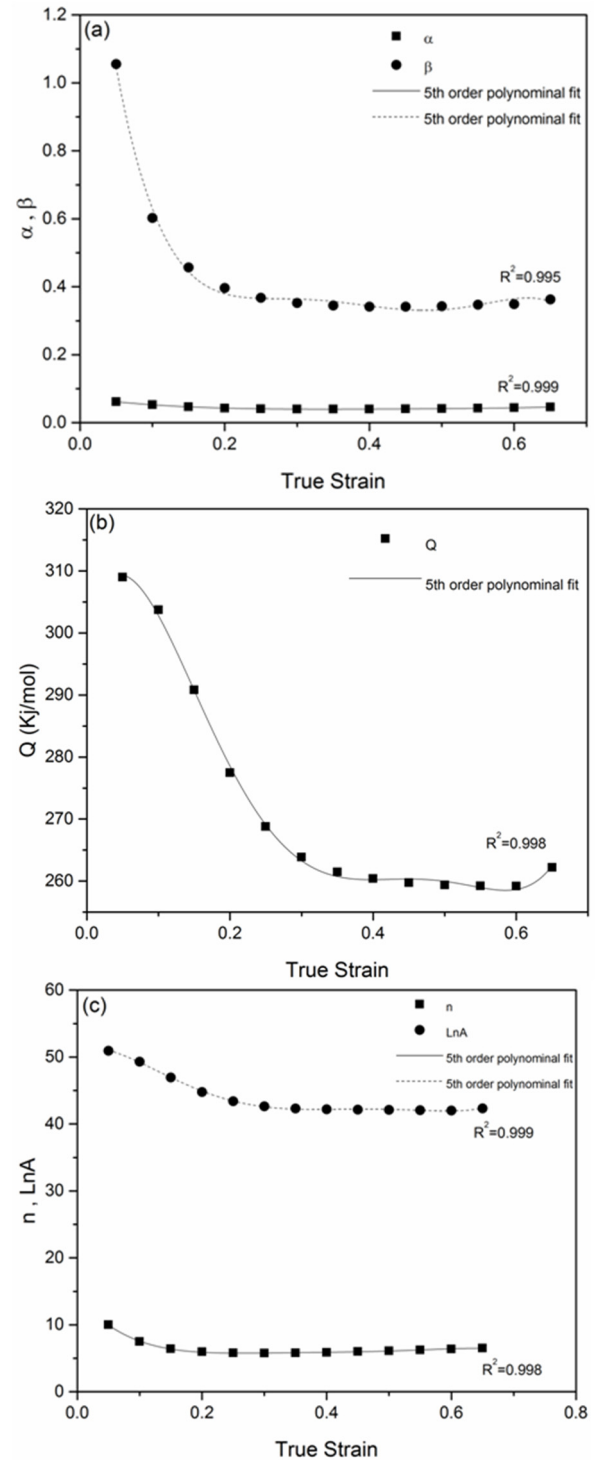 (a)
α
β
5th order polynominal fit
5th order polynominal fit
R²=0.995
R²=0.999
α , β
1.2
1.0
0.8
0.6
0.4
0.2
0.0
0.0 0.2 0.4 0.6
True Strain
(b)
Q
5th order polynominal fit
R²=0.998
Q (Kj/mol)
320
310
300
290
280
270
260
0.0 0.2 0.4 0.6
True Strain
(c)
n
LnA
5th order polynominal fit
5th order polynominal fit
R²=0.999
R²=0.998
n , LnA
60
50
40
30
20
10
0
0.0 0.2 0.4 0.6 0.8
True Strain